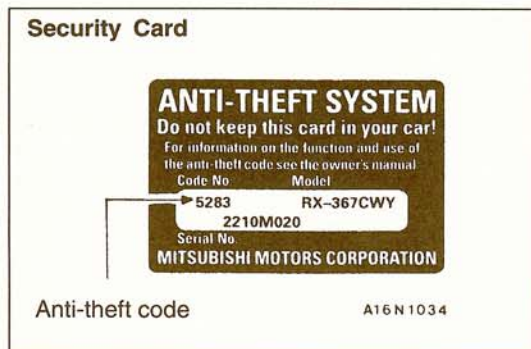 Security Card
ANTI-THEFT SYSTEM
Do not keep this card in your car!
For information on the function and use of
the anti-theft code see the owner's manual
Code No Model
5283 RX-367CWY
2210M020
Serial No.
MITSUBISHI MOTORS CORPORATION
Anti-theft code
A16N1034